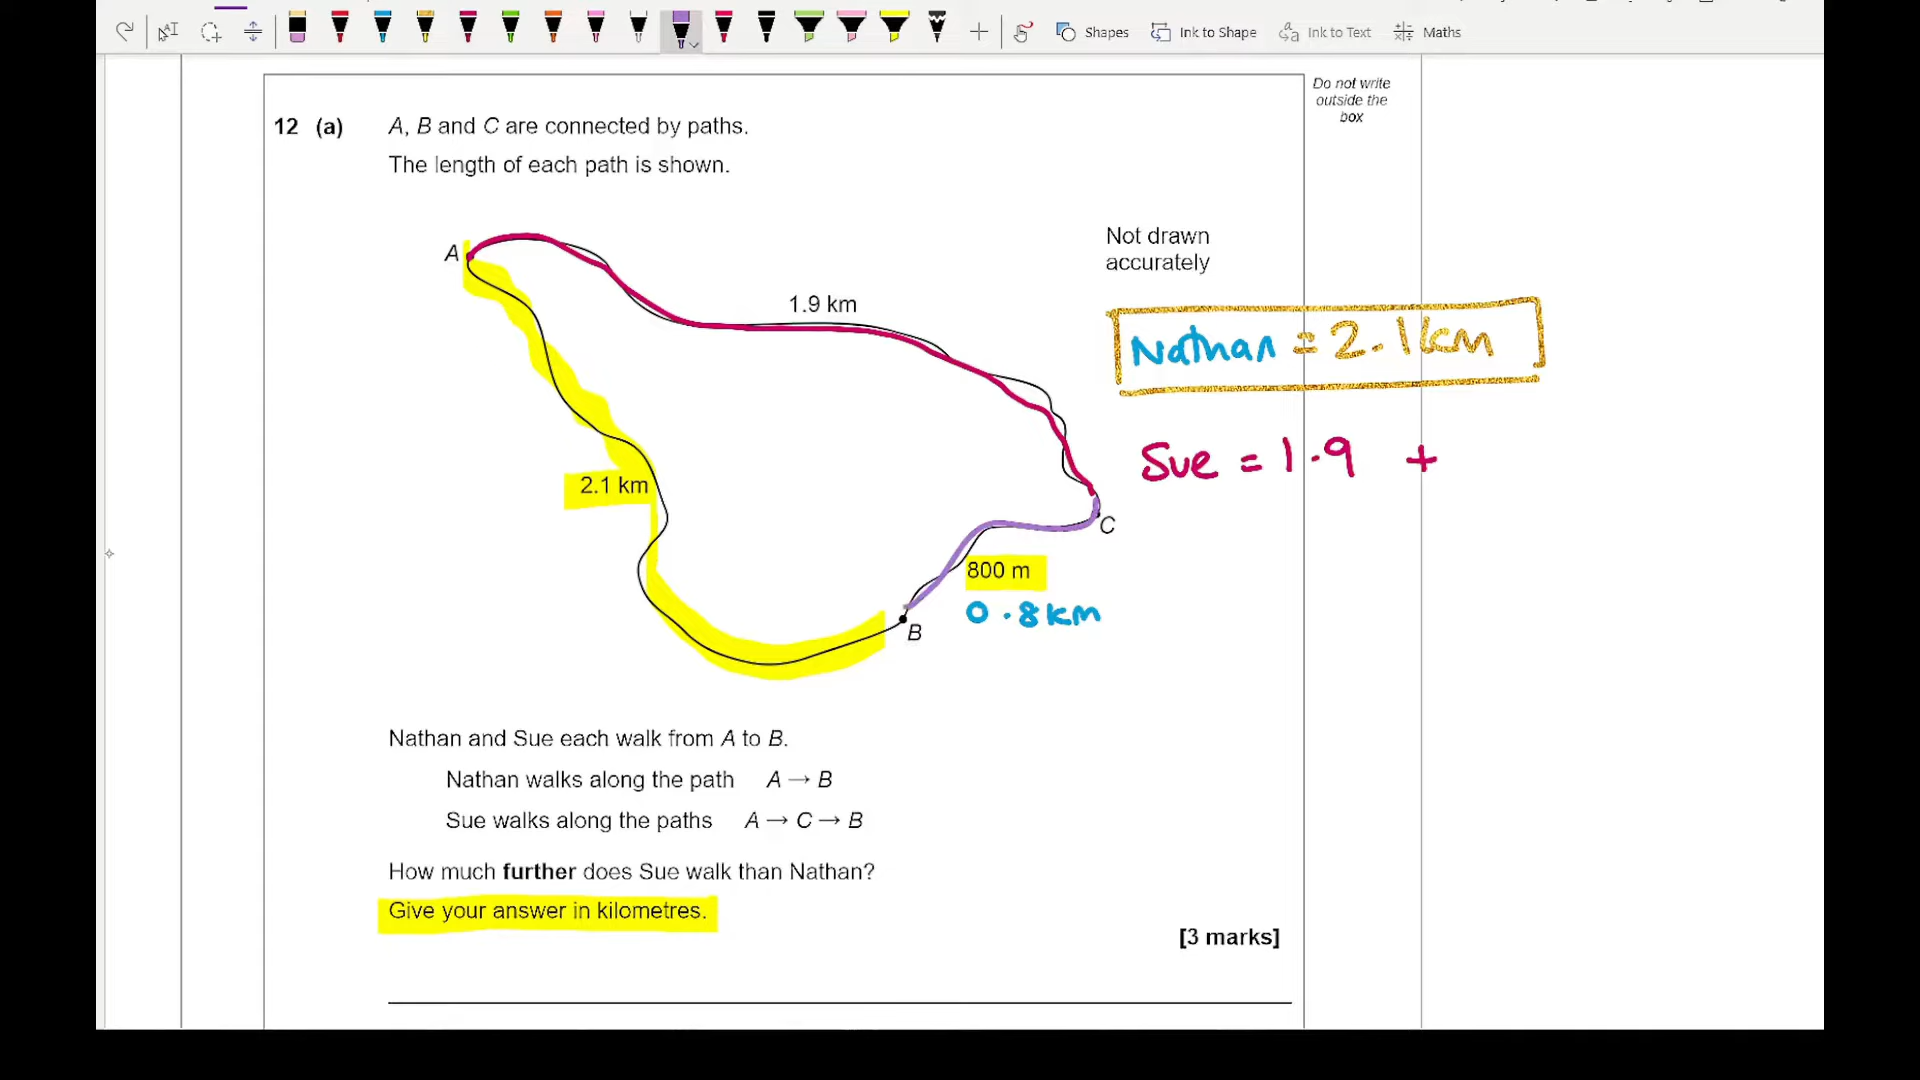 Shapes Ink to Shape Ink to Text Maths
Do not write
outside the
box
12 (a) A, B and C are connected by paths.
The length of each path is shown.
Not drawn
accurately
A
1.9 km
Nathan = 2.1km
Sue = 1.9 +
2.1 km
C
800 m
0.8km
B
Nathan and Sue each walk from A to B.
Nathan walks along the path A → B
Sue walks along the paths A → C → B
How much further does Sue walk than Nathan?
Give your answer in kilometres.
[3 marks]